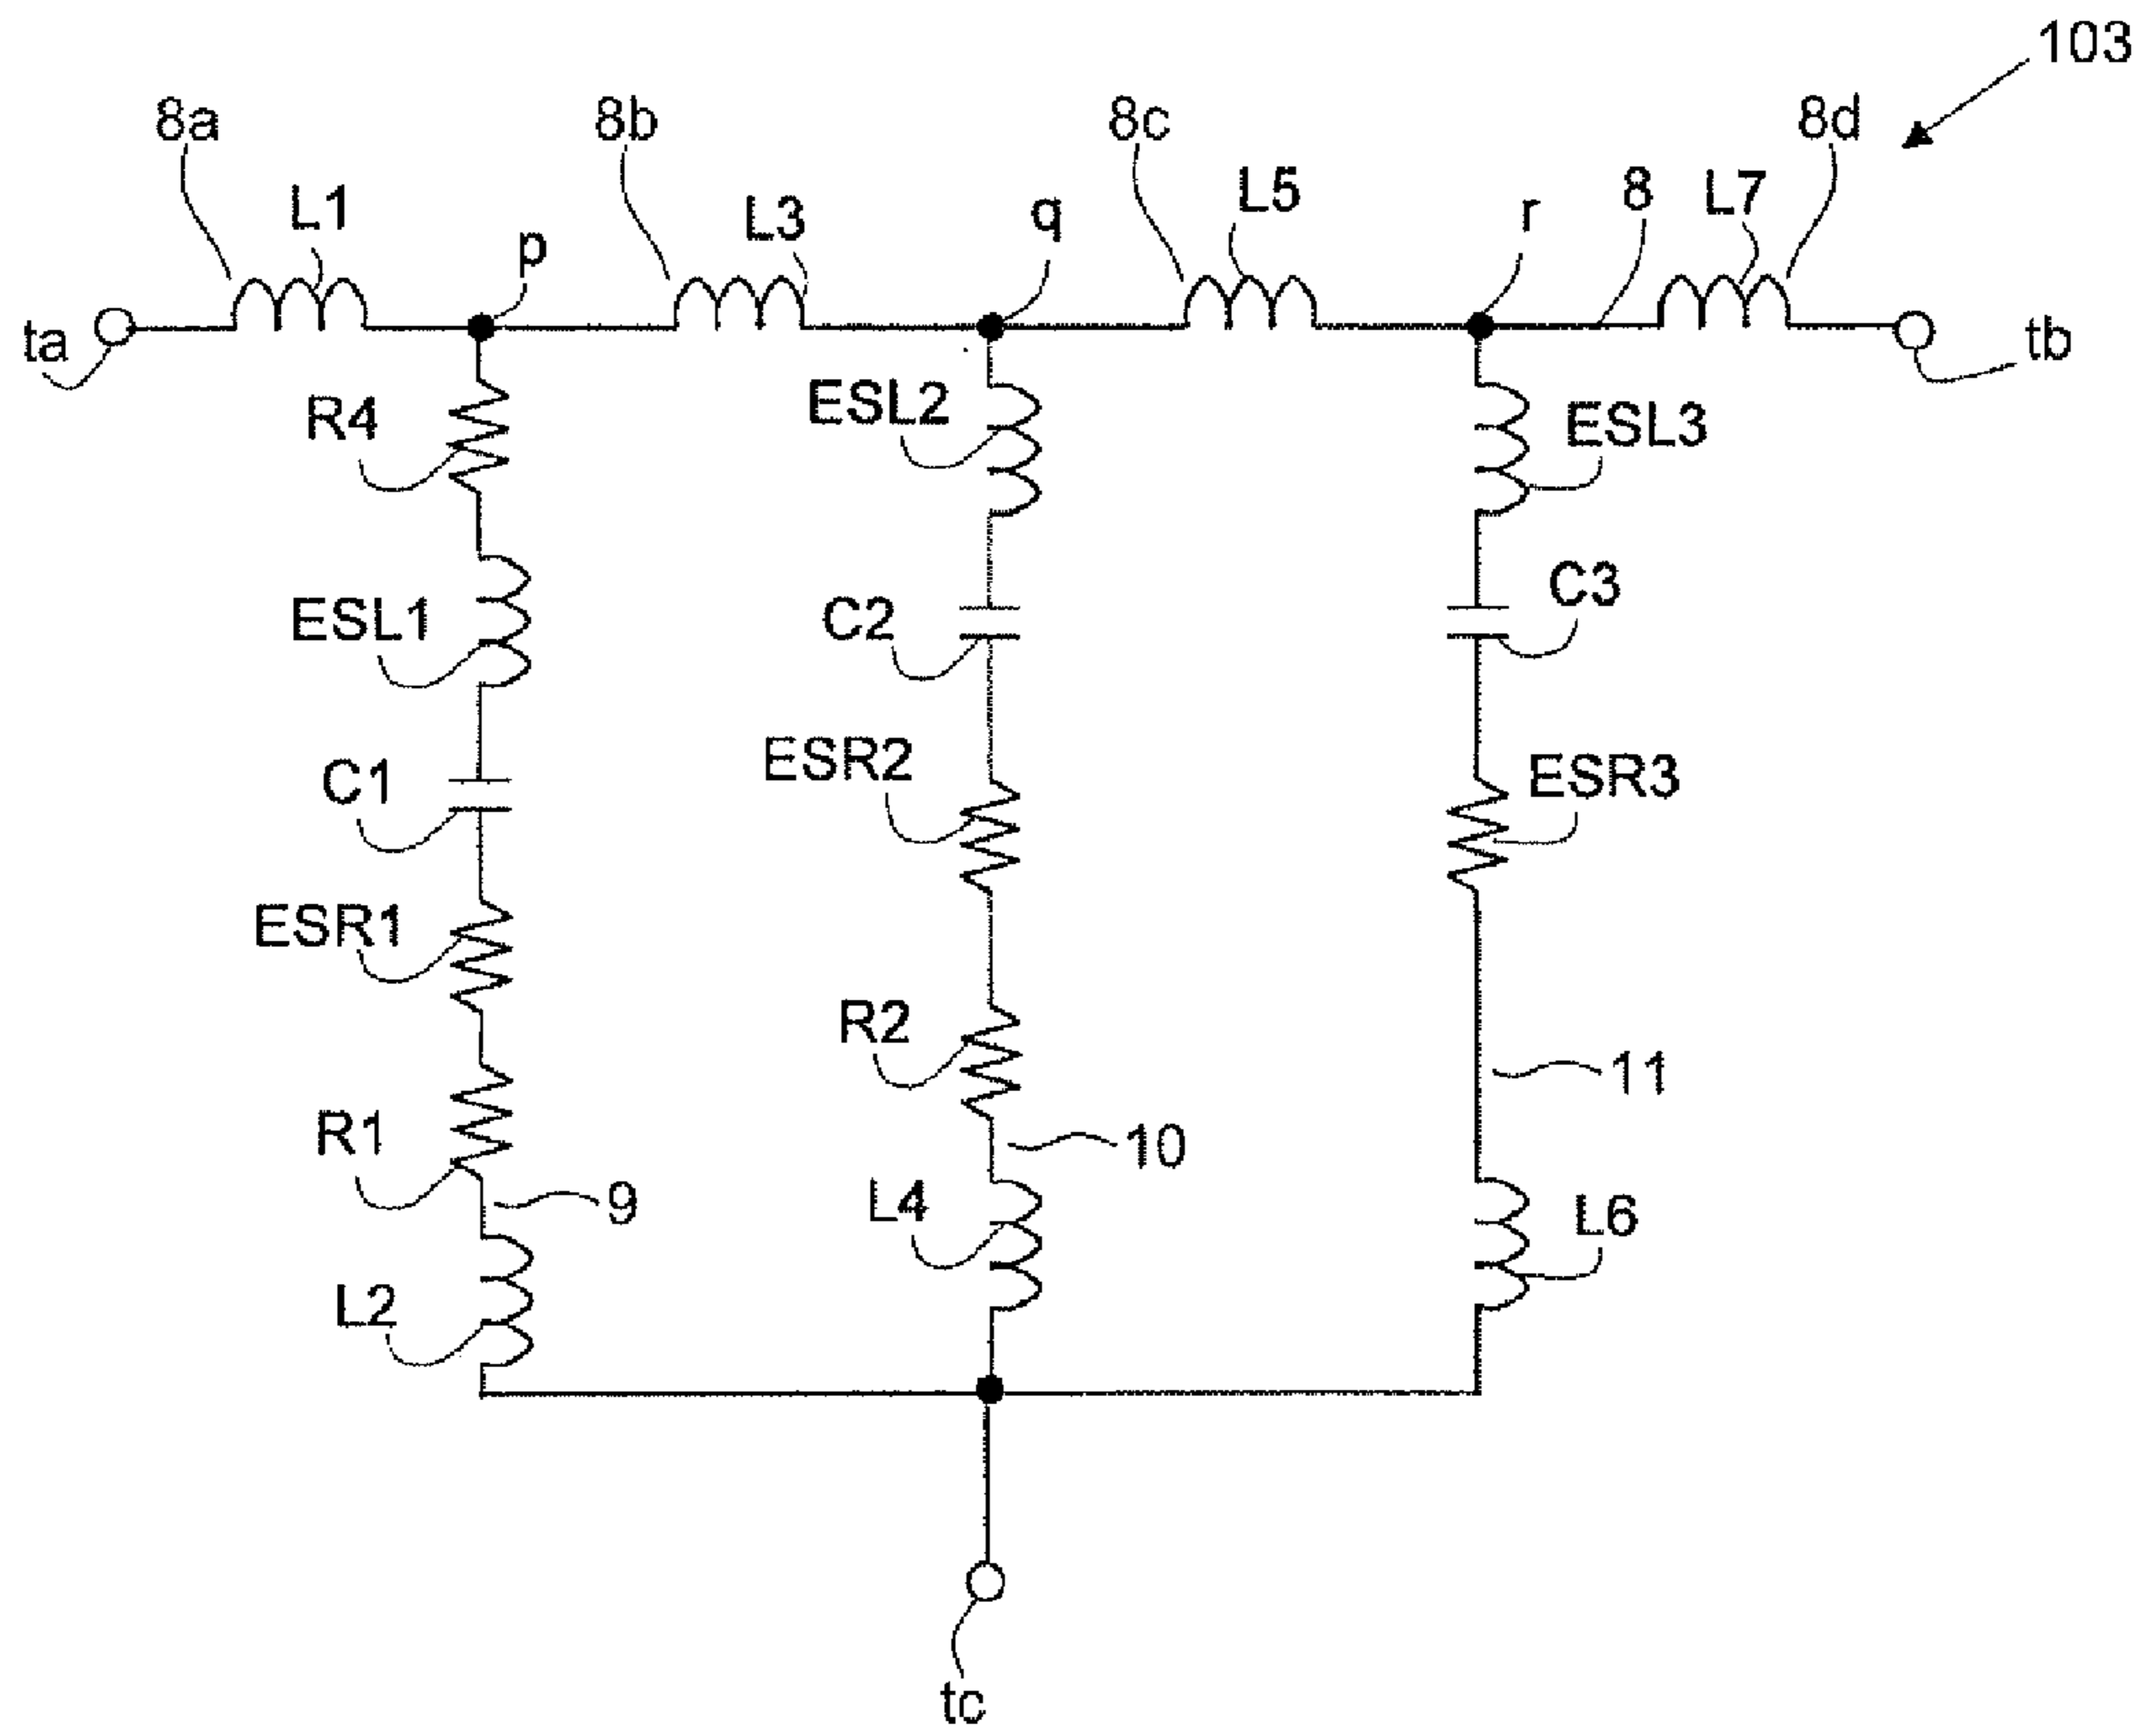 103
8a
8b
8c
8d
L1
L3
L5
8
L7
p
q
r
ta
tb
R4
ESL2
ESL3
ESL1
C2
C3
C1
ESR2
ESR3
ESR1
R2
11
R1
10
9
L4
L6
L2
tc